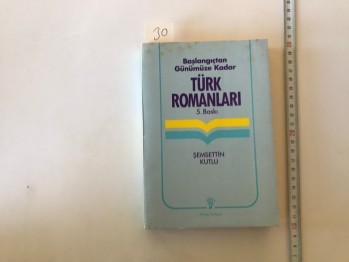 30
Başlangıçtan
Günümüze Kadar
TÜRK
ROMANLARI
5. Baskı
ŞEMSETTİN
KUTLU